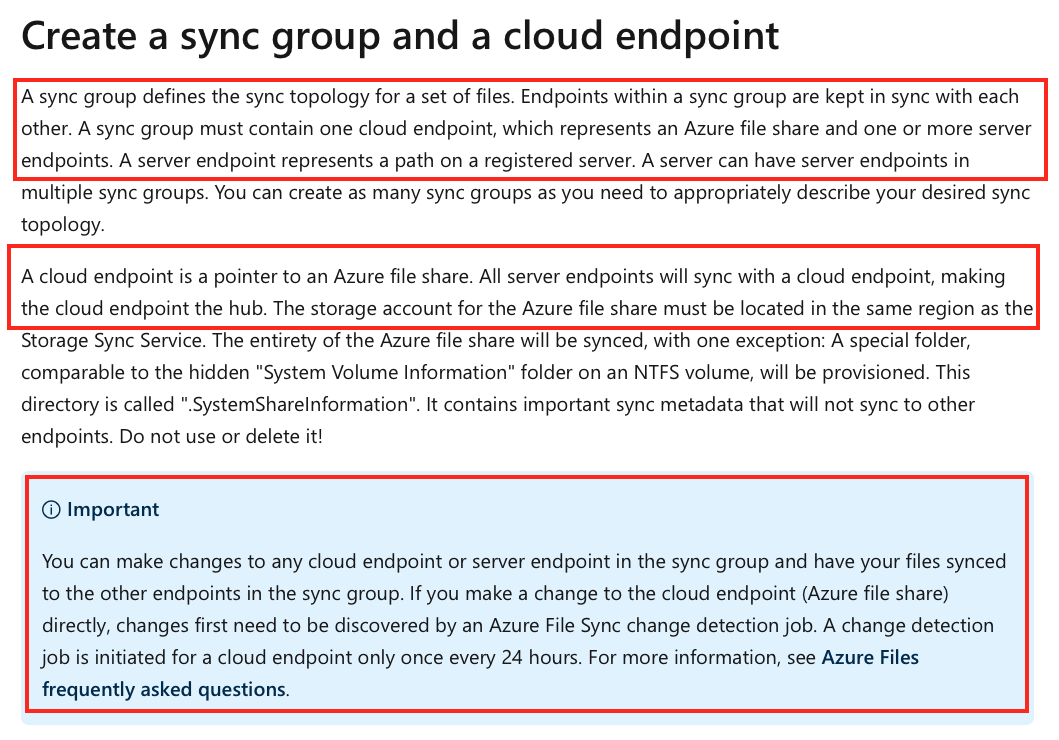 Create a sync group and a cloud endpoint
A sync group defines the sync topology for a set of files. Endpoints within a sync group are kept in sync with each
other. A sync group must contain one cloud endpoint, which represents an Azure file share and one or more server
endpoints. A server endpoint represents a path on a registered server. A server can have server endpoints in
multiple sync groups. You can create as many sync groups as you need to appropriately describe your desired sync
topology.
A cloud endpoint is a pointer to an Azure file share. All server endpoints will sync with a cloud endpoint, making
the cloud endpoint the hub. The storage account for the Azure file share must be located in the same region as the
Storage Sync Service. The entirety of the Azure file share will be synced, with one exception: A special folder,
comparable to the hidden "System Volume Information" folder on an NTFS volume, will be provisioned. This
directory is called ".SystemShareInformation". It contains important sync metadata that will not sync to other
endpoints. Do not use or delete it!
Important
You can make changes to any cloud endpoint or server endpoint in the sync group and have your files synced
to the other endpoints in the sync group. If you make a change to the cloud endpoint (Azure file share)
directly, changes first need to be discovered by an Azure File Sync change detection job. A change detection
job is initiated for a cloud endpoint only once every 24 hours. For more information, see Azure Files
frequently asked questions.